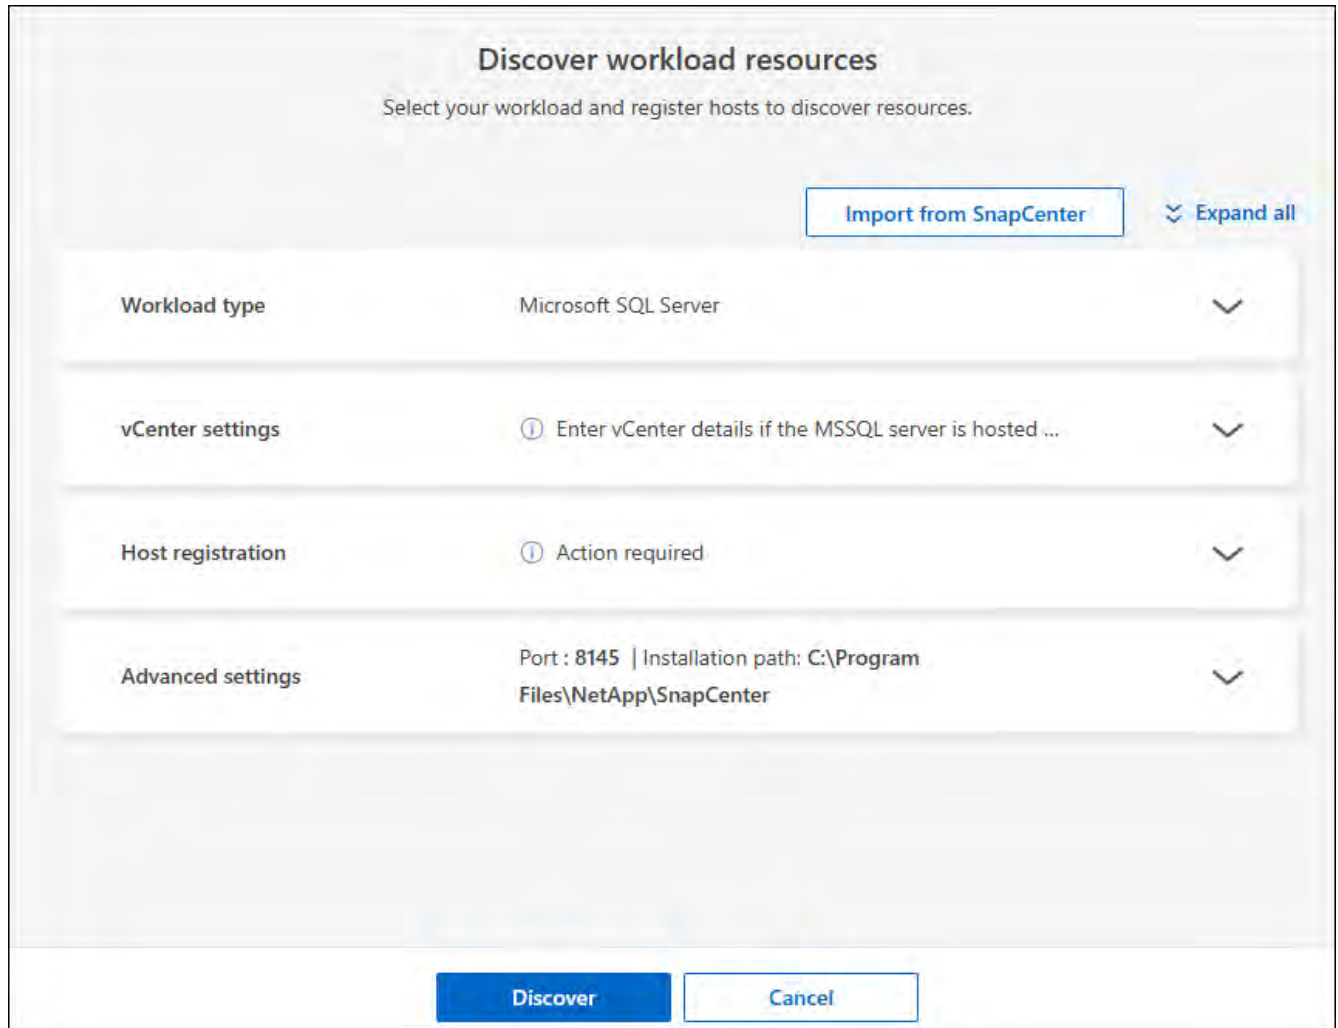 Discover workload resources
Select your workload and register hosts to discover resources.
Import from SnapCenter
Expand all
Workload type
Microsoft SQL Server
vCenter settings
Enter vCenter details if the MSSQL server is hosted ...
Host registration
Action required
Advanced settings
Port : 8145 | Installation path: C:\Program
Files\NetApp\SnapCenter
Discover
Cancel